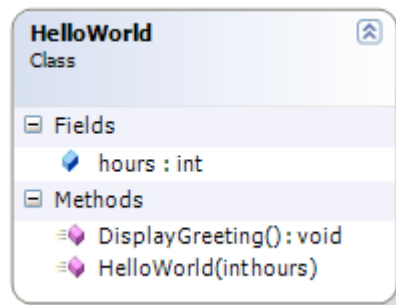 HelloWorld
Class
Fields
hours : int
Methods
DisplayGreeting() : void
HelloWorld(inthours)